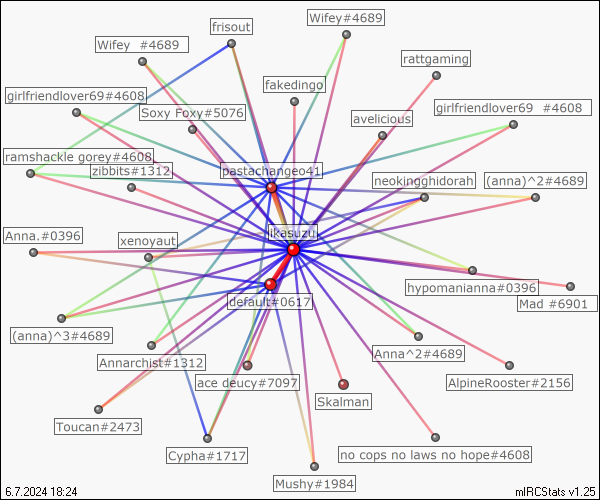 Wifey#4689
frisout
Wifey  #4689
rattgaming
fakedingo
girlfriendlover69#4608
girlfriendlover69  #4608
Soxy Foxy#5076
avelicious
ramshackle gorey#4608
zibbits#1312
pastachangeo41
neokingghidorah
(anna)^2#4689
Anna.#0396
xenoyaut
ikasuzu
hypomanianna#0396
default#0617
Mad #6901
(anna)^3#4689
Annarchist#1312
Anna^2#4689
ace deucy#7097
AlpineRooster#2156
Skalman
Toucan#2473
Cypha#1717
no cops no laws no hope#4608
Mushy#1984
6.7.2024 18:24
mIRCStats v1.25